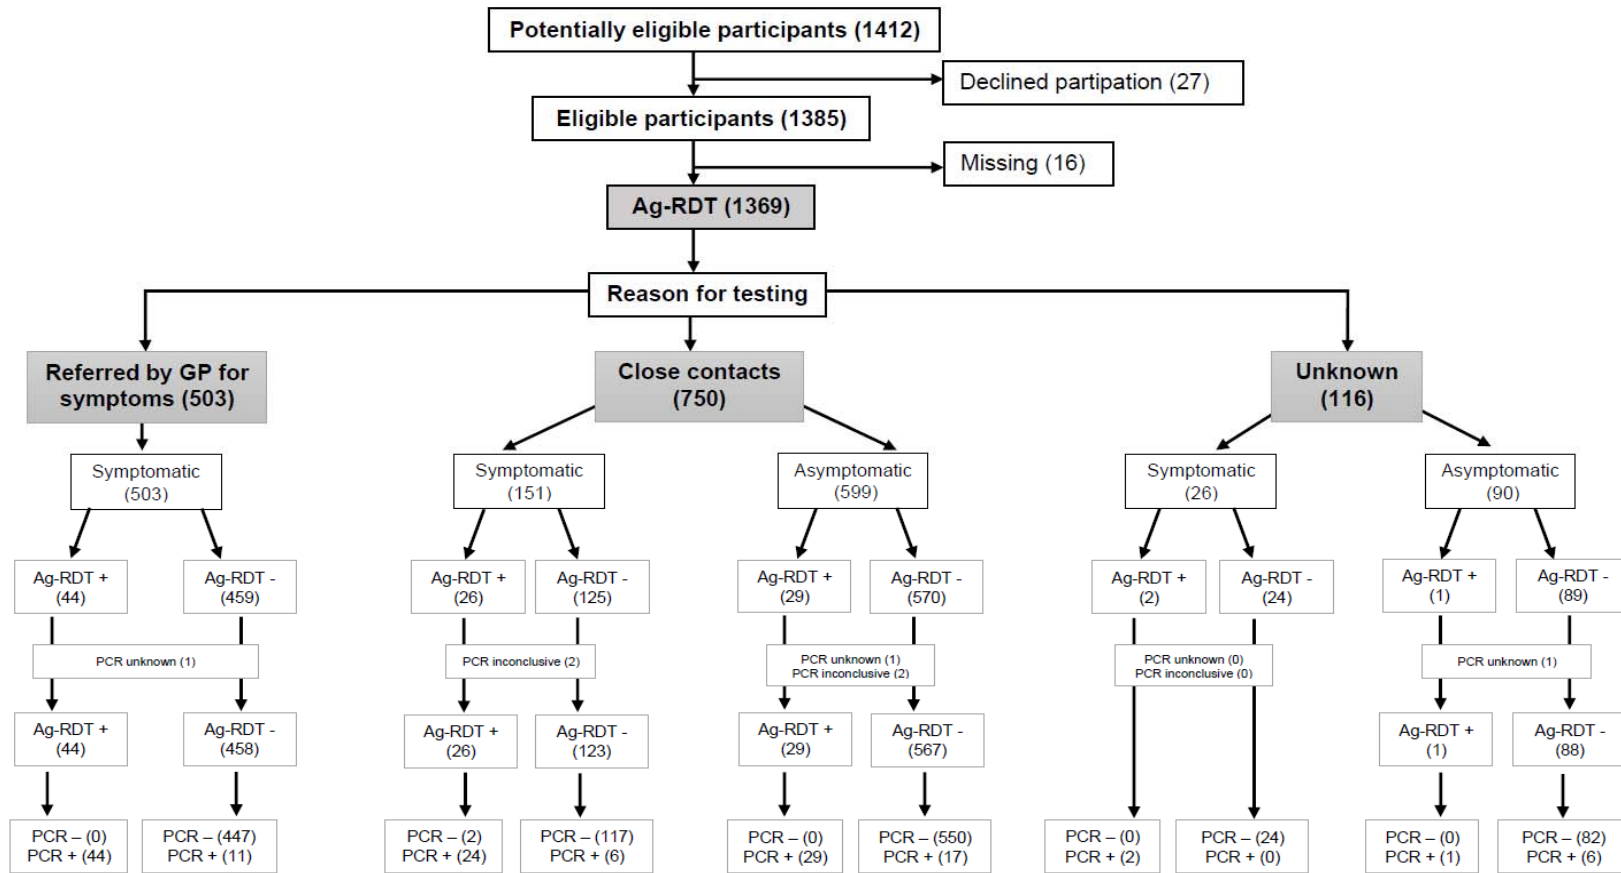 Potentially eligible participants (1412)
Declined partipation (27)
Eligible participants (1385)
Missing (16)
Ag-RDT (1369)
Reason for testing
Referred by GP for
symptoms (503)
Close contacts
(750)
Unknown
(116)
Symptomatic
(503)
Symptomatic
(151)
Asymptomatic
(599)
Symptomatic
(26)
Asymptomatic
(90)
Ag-RDT +
(44)
Ag-RDT -
(459)
Ag-RDT +
(26)
Ag-RDT -
(125)
Ag-RDT +
(29)
Ag-RDT -
(570)
Ag-RDT +
(2)
Ag-RDT -
(24)
Ag-RDT +
(1)
Ag-RDT -
(89)
PCR unknown (1)
PCR inconclusive (2)
PCR unknown (1)
PCR inconclusive (2)
PCR unknown (0)
PCR inconclusive (0)
PCR unknown (1)
Ag-RDT +
(44)
Ag-RDT -
(458)
Ag-RDT +
(26)
Ag-RDT -
(123)
Ag-RDT +
(29)
Ag-RDT -
(567)
Ag-RDT +
(1)
Ag-RDT -
(88)
PCR – (0)
PCR + (44)
PCR – (447)
PCR + (11)
PCR – (2)
PCR + (24)
PCR – (117)
PCR + (6)
PCR – (0)
PCR + (29)
PCR – (550)
PCR + (17)
PCR – (0)
PCR + (2)
PCR – (24)
PCR + (0)
PCR – (0)
PCR + (1)
PCR – (82)
PCR + (6)